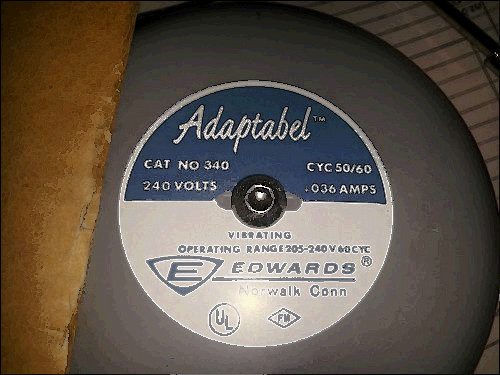 Adaptabel™
CAT NO 340 CYC 50/60
240 VOLTS .036 AMPS
VIBRATING
OPERATING RANGE 205-240 V 60 CYC
E EDWARDS®
Norwalk Conn
UL FM